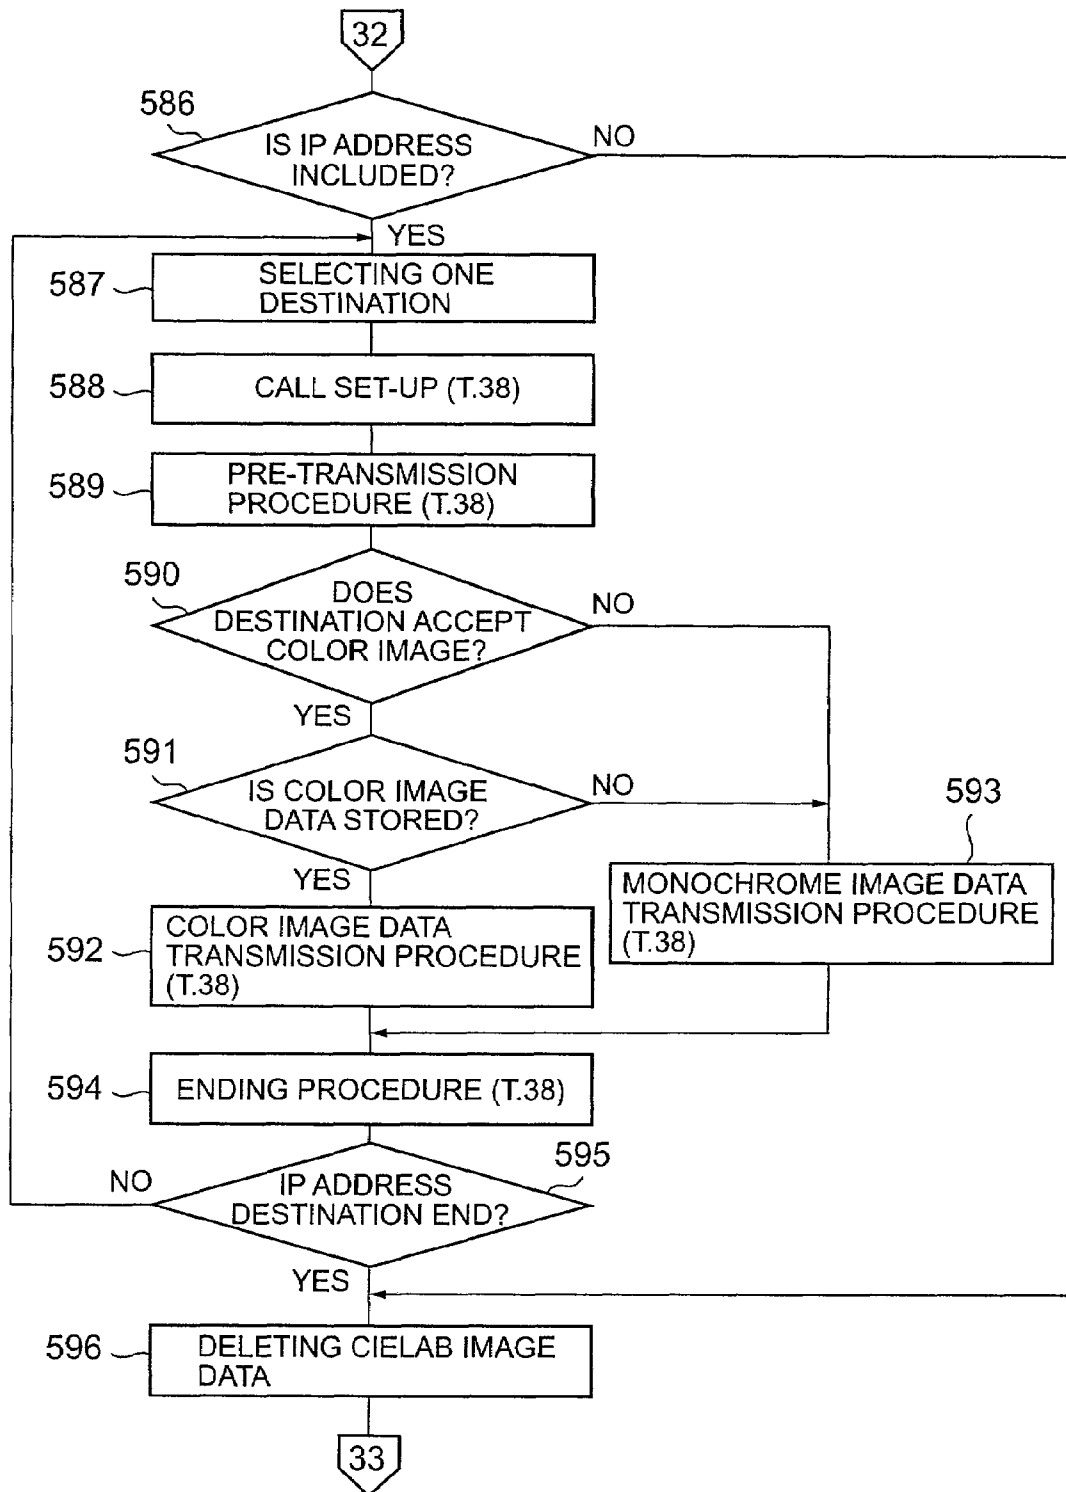 32
586
IS IP ADDRESS
INCLUDED?
NO
YES
587
SELECTING ONE
DESTINATION
588
CALL SET-UP (T.38)
589
PRE-TRANSMISSION
PROCEDURE (T.38)
590
DOES
DESTINATION ACCEPT
COLOR IMAGE?
NO
YES
591
IS COLOR IMAGE
DATA STORED?
NO
YES
593
MONOCHROME IMAGE DATA
TRANSMISSION PROCEDURE
(T.38)
592
COLOR IMAGE DATA
TRANSMISSION PROCEDURE
(T.38)
594
ENDING PROCEDURE (T.38)
595
IP ADDRESS
DESTINATION END?
NO
YES
596
DELETING CIELAB IMAGE
DATA
33